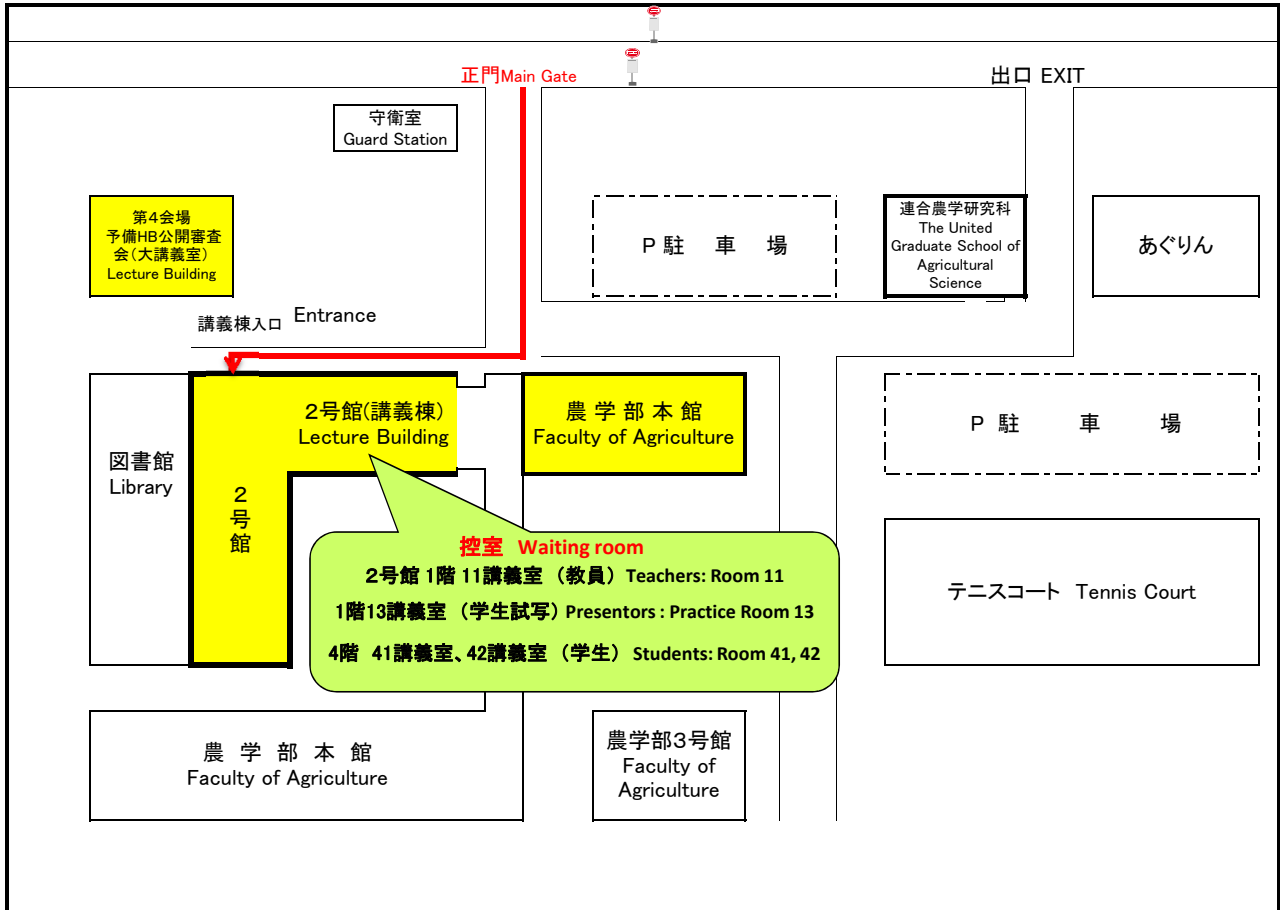 正門Main Gate
出口 EXIT
守衛室
Guard Station
第4会場
予備HB公開審査
会(大講義室)
Lecture Building
P 駐 車 場
連合農学研究科
The United
Graduate School of
Agricultural
Science
あぐりん
講義棟入口 Entrance
2号館(講義棟)
Lecture Building
農 学 部 本 館
Faculty of Agriculture
P 駐 車 場
図書館
Library
2
号
館
控室 Waiting room
2号館 1階 11講義室 (教員) Teachers: Room 11
1階13講義室 (学生試写) Presentors : Practice Room 13
4階 41講義室、42講義室 (学生) Students: Room 41, 42
テニスコート Tennis Court
農 学 部 本 館
Faculty of Agriculture
農学部3号館
Faculty of
Agriculture